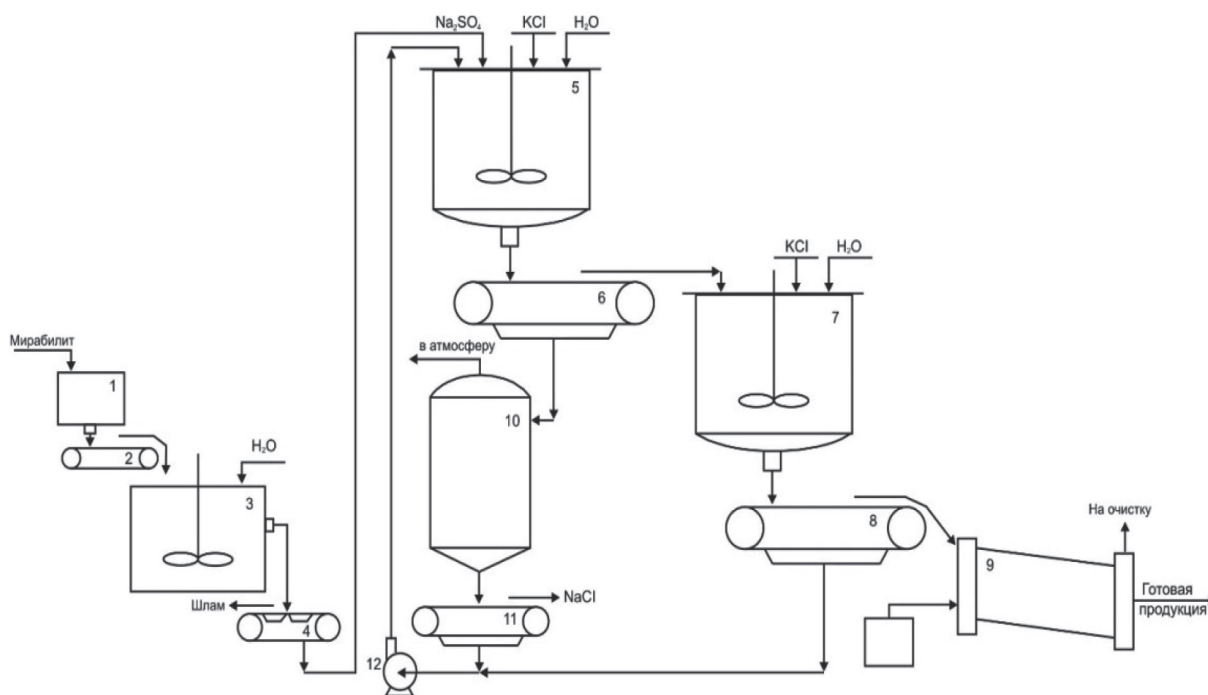 Na₂SO₄
KCl
H₂O
5
KCl
H₂O
6
7
Мирабилит
в атмосферу
1
10
2
H₂O
3
8
На очистку
9
Шлам
NaCl
Готовая
продукция
4
11
12